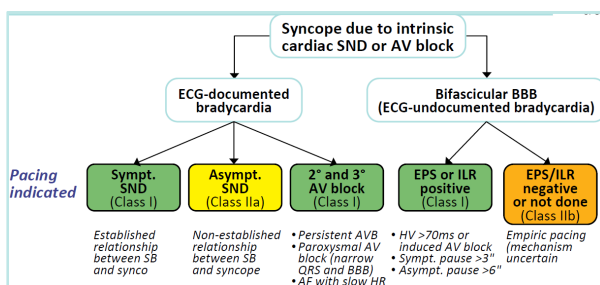 Syncope due to intrinsic
cardiac SND or AV block
ECG-documented
bradycardia
Bifascicular BBB
(ECG-undocumented bradycardia)
Pacing
indicated
Sympt.
SND
(Class I)
Asympt.
SND
(Class IIa)
2° and 3°
AV block
(Class I)
EPS or ILR
positive
(Class I)
EPS/ILR
negative
or not done
(Class IIb)
Established
relationship
between SB
and synco
Non-established
relationship
between SB
and syncope
• Persistent AVB
• Paroxysmal AV
block (narrow
QRS and BBB)
• AF with slow HR
• HV >70ms or
induced AV block
• Sympt. pause >3"
• Asympt. pause >6"
Empiric pacing
(mechanism
uncertain